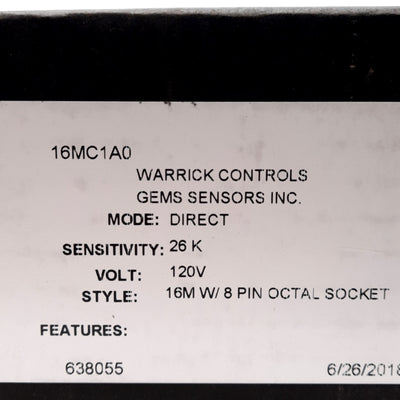 16MC1A0
WARRICK CONTROLS
GEMS SENSORS INC.
MODE: DIRECT
SENSITIVITY: 26 K
VOLT: 120V
STYLE: 16M W/ 8 PIN OCTAL SOCKET
FEATURES:
638055 6/26/2018